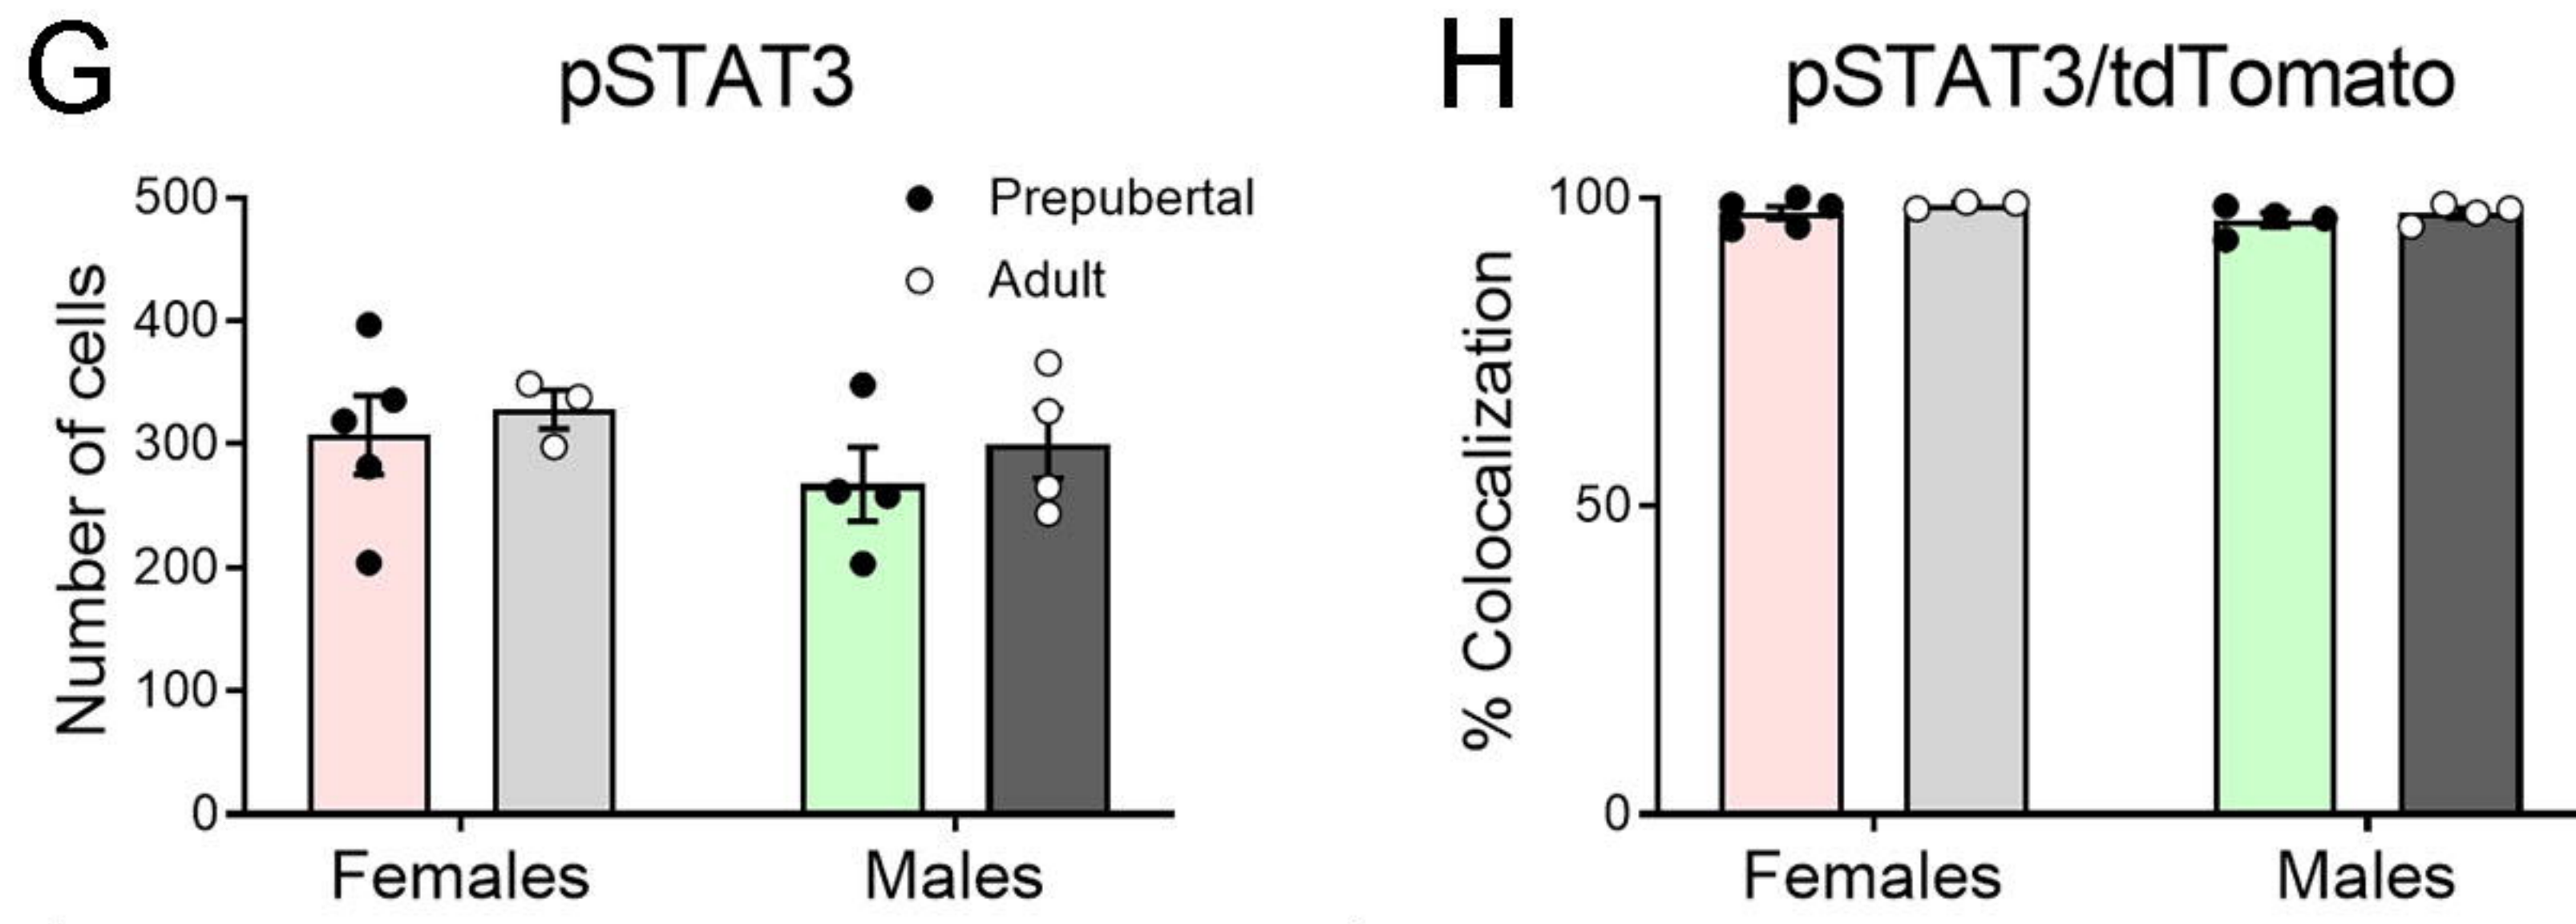 G
pSTAT3
500
400
300
200
100
0
Number of cells
Prepubertal
Adult
Females
Males
H
pSTAT3/tdTomato
100
50
0
% Colocalization
Females
Males